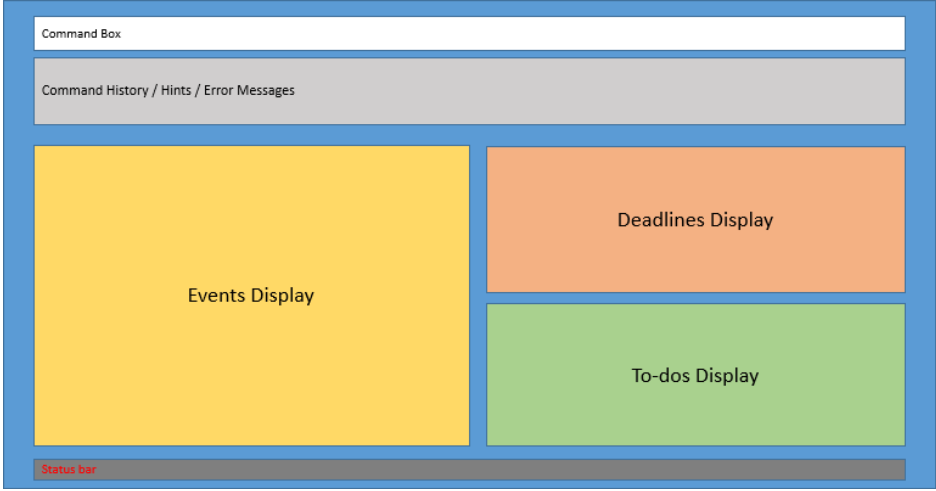 Command Box
Command History / Hints / Error Messages
Events Display
Deadlines Display
To-dos Display
Status bar